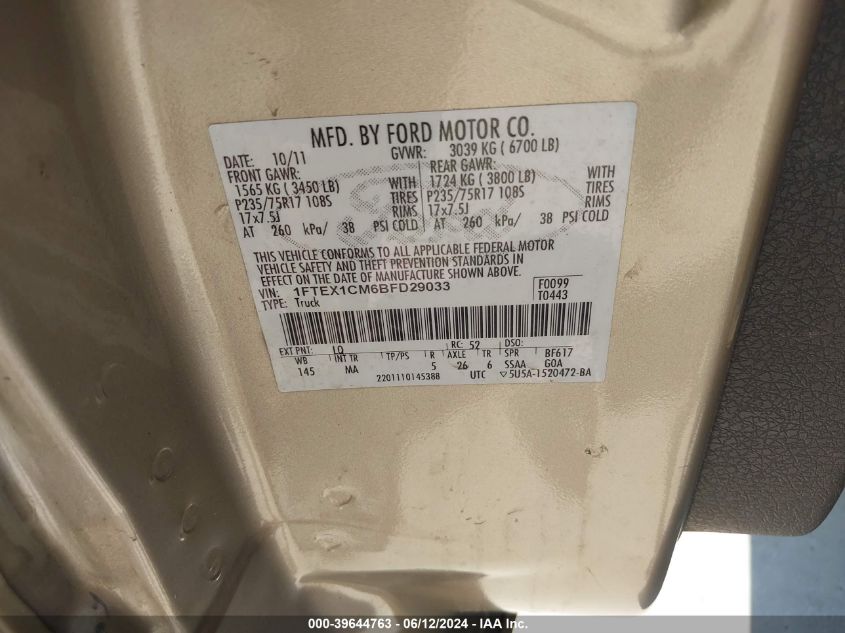 MFD. BY FORD MOTOR CO.
DATE: 10/11 GVWR: 3039 KG ( 6700 LB)
FRONT GAWR: REAR GAWR:
1565 KG ( 3450 LB) WITH 1724 KG ( 3800 LB) WITH
P235/75R17 108S TIRES P235/75R17 108S TIRES
17x7.5J RIMS 17x7.5J RIMS
AT 260 kPa/ 38 PSI COLD AT 260 kPa/ 38 PSI COLD
THIS VEHICLE CONFORMS TO ALL APPLICABLE FEDERAL MOTOR
VEHICLE SAFETY AND THEFT PREVENTION STANDARDS IN
EFFECT ON THE DATE OF MANUFACTURE SHOWN ABOVE.
VIN: 1FTEX1CM6BFD29033 F0099
TYPE: Truck T0443
EXT PNT: LQ RC: 52 DSO:
WB INT TR TP/PS R AXLE TR SPR BF617
145 MA 5 26 6 SSAA GOA
2201110145388 UTC ▽5U5A-1520472-BA
000-39644763 - 06/12/2024 - IAA Inc.